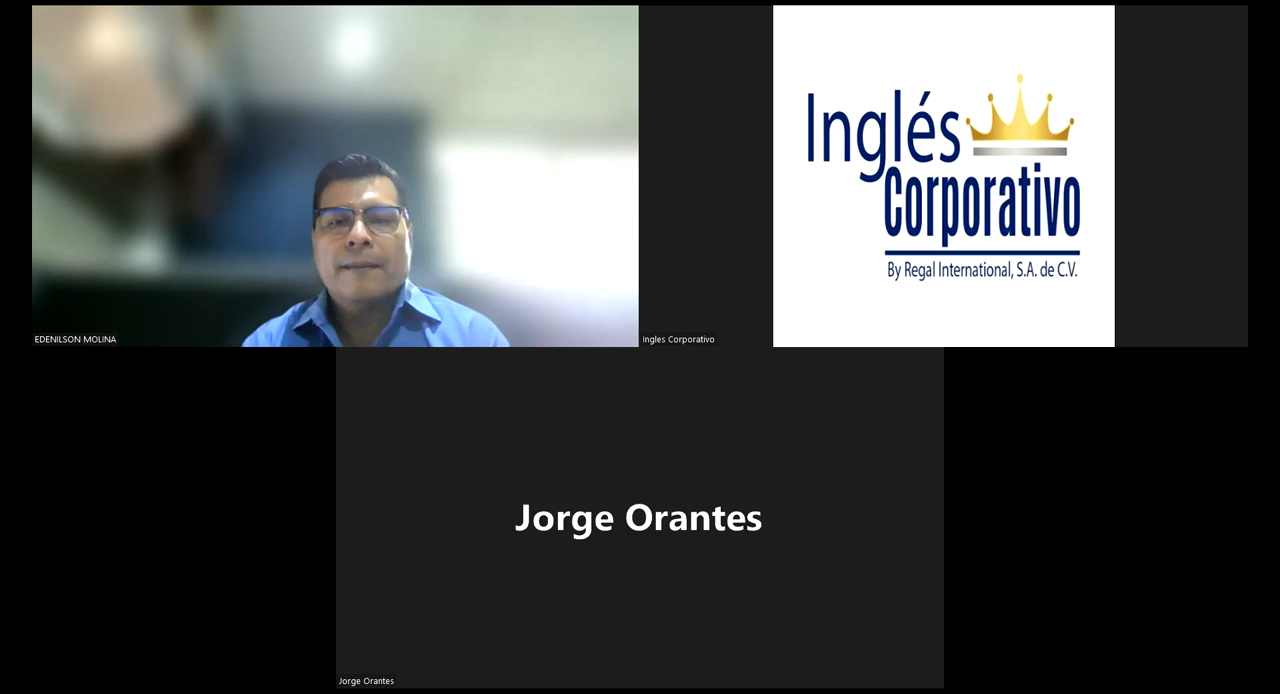 Inglés
Corporativo
By Regal International, S.A. de C.V.
EDENILSON MOLINA
Ingles Corporativo
Jorge Orantes
Jorge Orantes